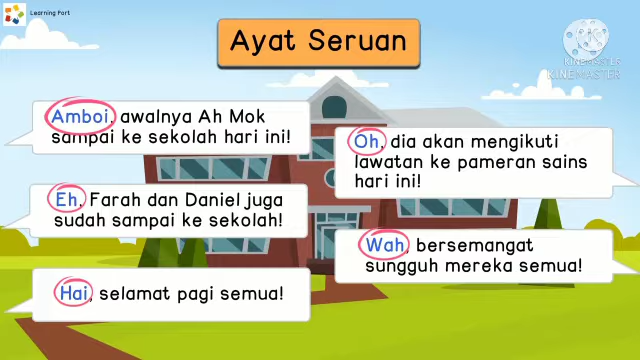 Learning Port
Ayat Seruan
KINEMASTER
KINEMASTER
Amboi, awalnya Ah Mok
sampai ke sekolah hari ini!
Eh, Farah dan Daniel juga
sudah sampai ke sekolah!
Hai, selamat pagi semua!
Oh, dia akan mengikuti
lawatan ke pameran sains
hari ini!
Wah, bersemangat
sungguh mereka semua!